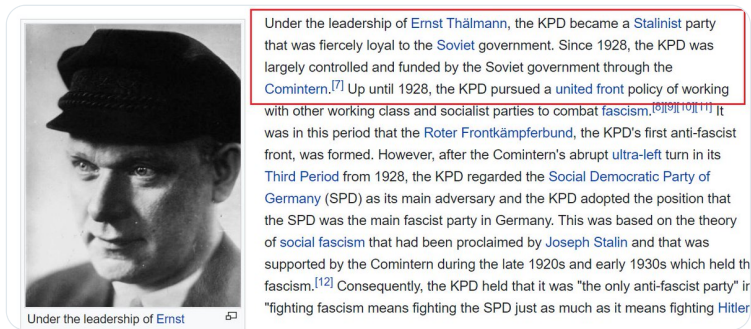 Under the leadership of Ernst Thälmann, the KPD became a Stalinist party
that was fiercely loyal to the Soviet government. Since 1928, the KPD was
largely controlled and funded by the Soviet government through the
Comintern.[7] Up until 1928, the KPD pursued a united front policy of working
with other working class and socialist parties to combat fascism.[8][9][10][11] It
was in this period that the Roter Frontkämpferbund, the KPD's first anti-fascist
front, was formed. However, after the Comintern's abrupt ultra-left turn in its
Third Period from 1928, the KPD regarded the Social Democratic Party of
Germany (SPD) as its main adversary and the KPD adopted the position that
the SPD was the main fascist party in Germany. This was based on the theory
of social fascism that had been proclaimed by Joseph Stalin and that was
supported by the Comintern during the late 1920s and early 1930s which held th
fascism.[12] Consequently, the KPD held that it was "the only anti-fascist party" ir
"fighting fascism means fighting the SPD just as much as it means fighting Hitler
Under the leadership of Ernst